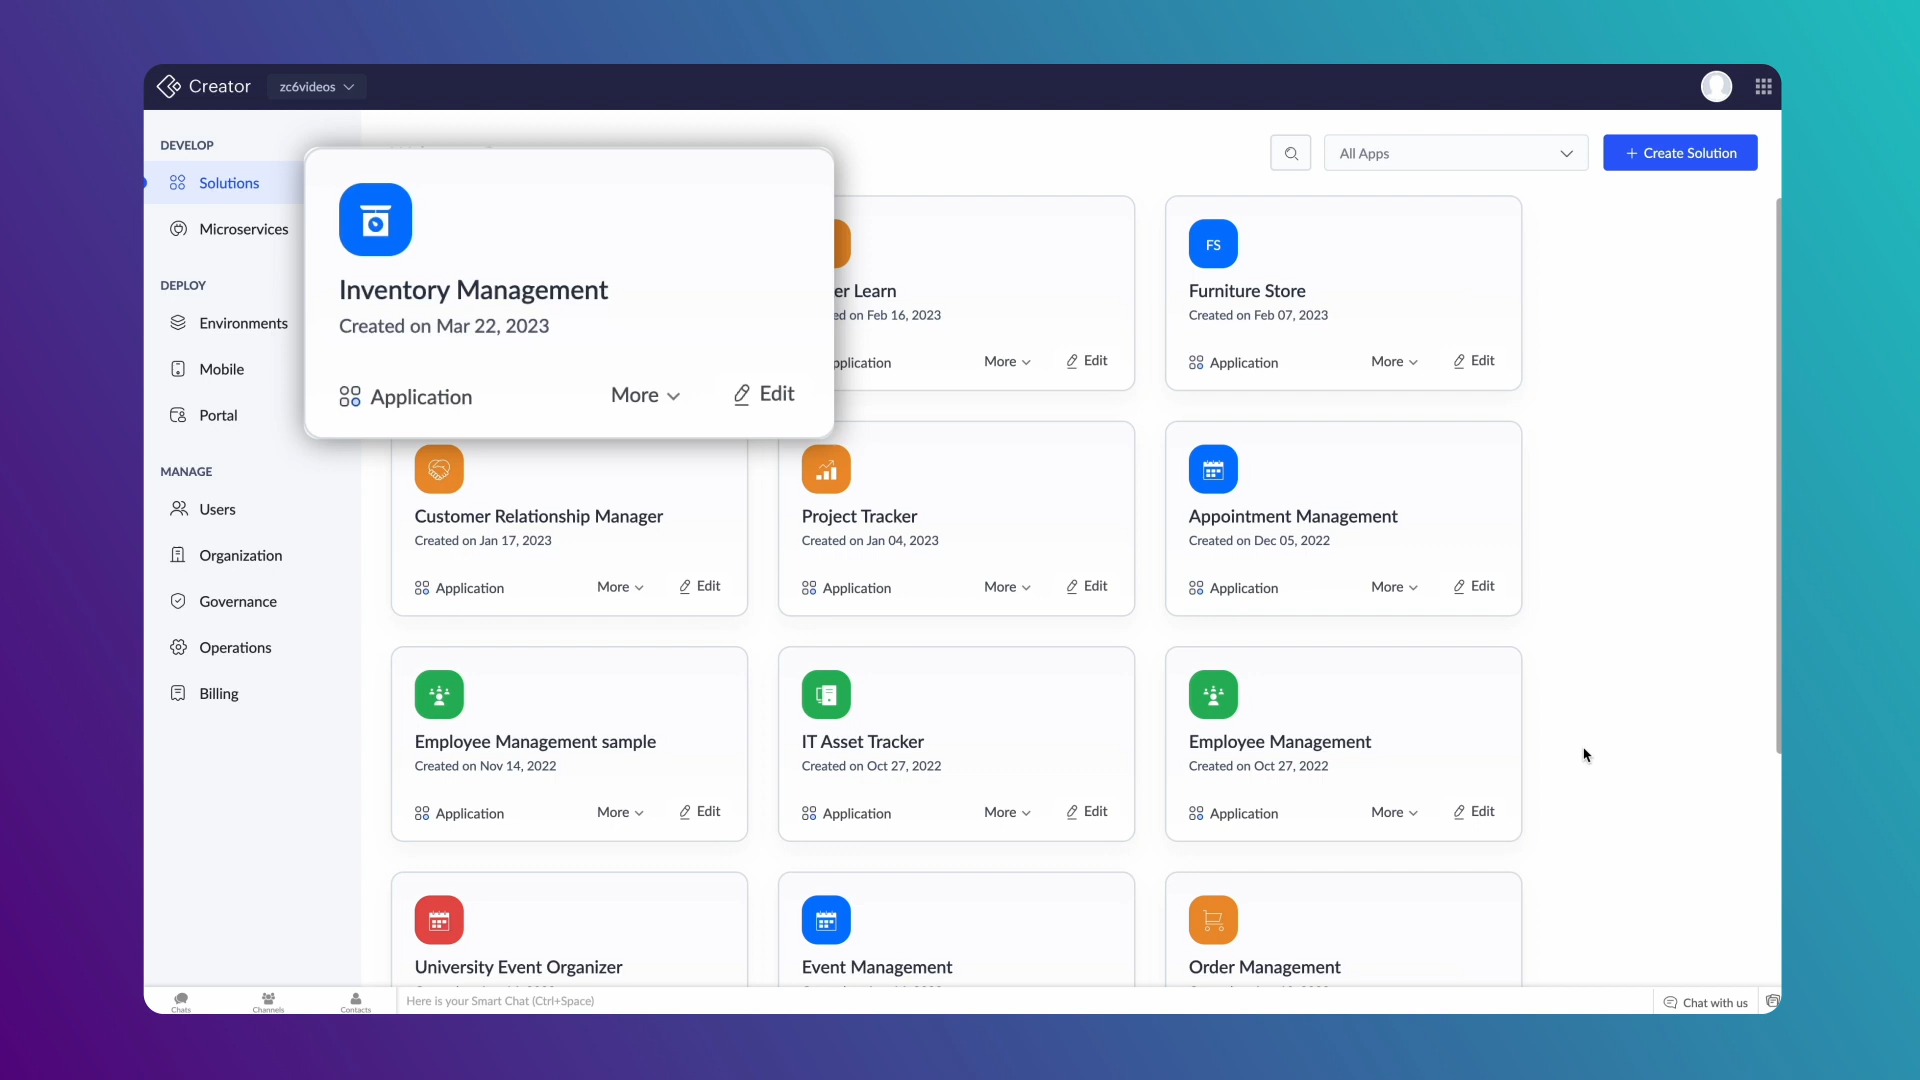 Creator
zc6videos
DEVELOP
Solutions
Microservices
DEPLOY
Environments
Mobile
Portal
MANAGE
Users
Organization
Governance
Operations
Billing
All Apps
+ Create Solution
Inventory Management
Created on Mar 22, 2023
Application
More
Edit
er Learn
ed on Feb 16, 2023
pplication
More
Edit
FS
Furniture Store
Created on Feb 07, 2023
Application
More
Edit
Customer Relationship Manager
Created on Jan 17, 2023
Application
More
Edit
Project Tracker
Created on Jan 04, 2023
Application
More
Edit
Appointment Management
Created on Dec 05, 2022
Application
More
Edit
Employee Management sample
Created on Nov 14, 2022
Application
More
Edit
IT Asset Tracker
Created on Oct 27, 2022
Application
More
Edit
Employee Management
Created on Oct 27, 2022
Application
More
Edit
University Event Organizer
Event Management
Order Management
Chats
Channels
Contacts
Here is your Smart Chat (Ctrl+Space)
Chat with us